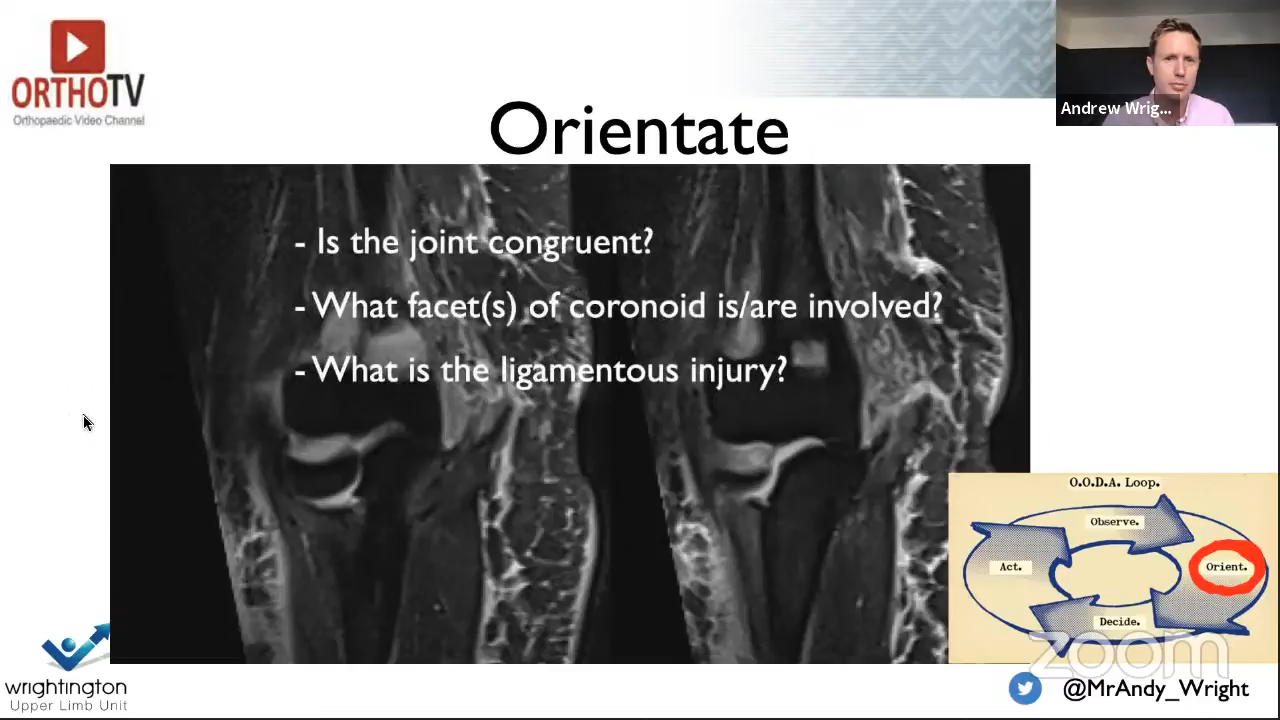 ORTHOTV
Orthopaedic Video Channel
Andrew Wrig...
Orientate
- Is the joint congruent?
- What facet(s) of coronoid is/are involved?
- What is the ligamentous injury?
O.O.D.A. Loop.
Observe.
Act.
Orient.
Decide.
zoom
wrightington
Upper Limb Unit
@MrAndy_Wright